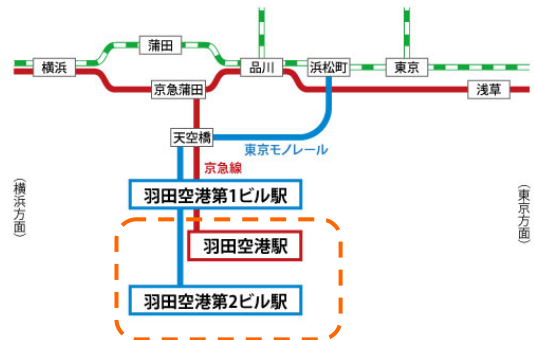 蒲田
横浜
品川
浜松町
東京
京急蒲田
浅草
天空橋
東京モノレール
京急線
羽田空港第1ビル駅
(横浜方面)
(東京方面)
羽田空港駅
羽田空港第2ビル駅